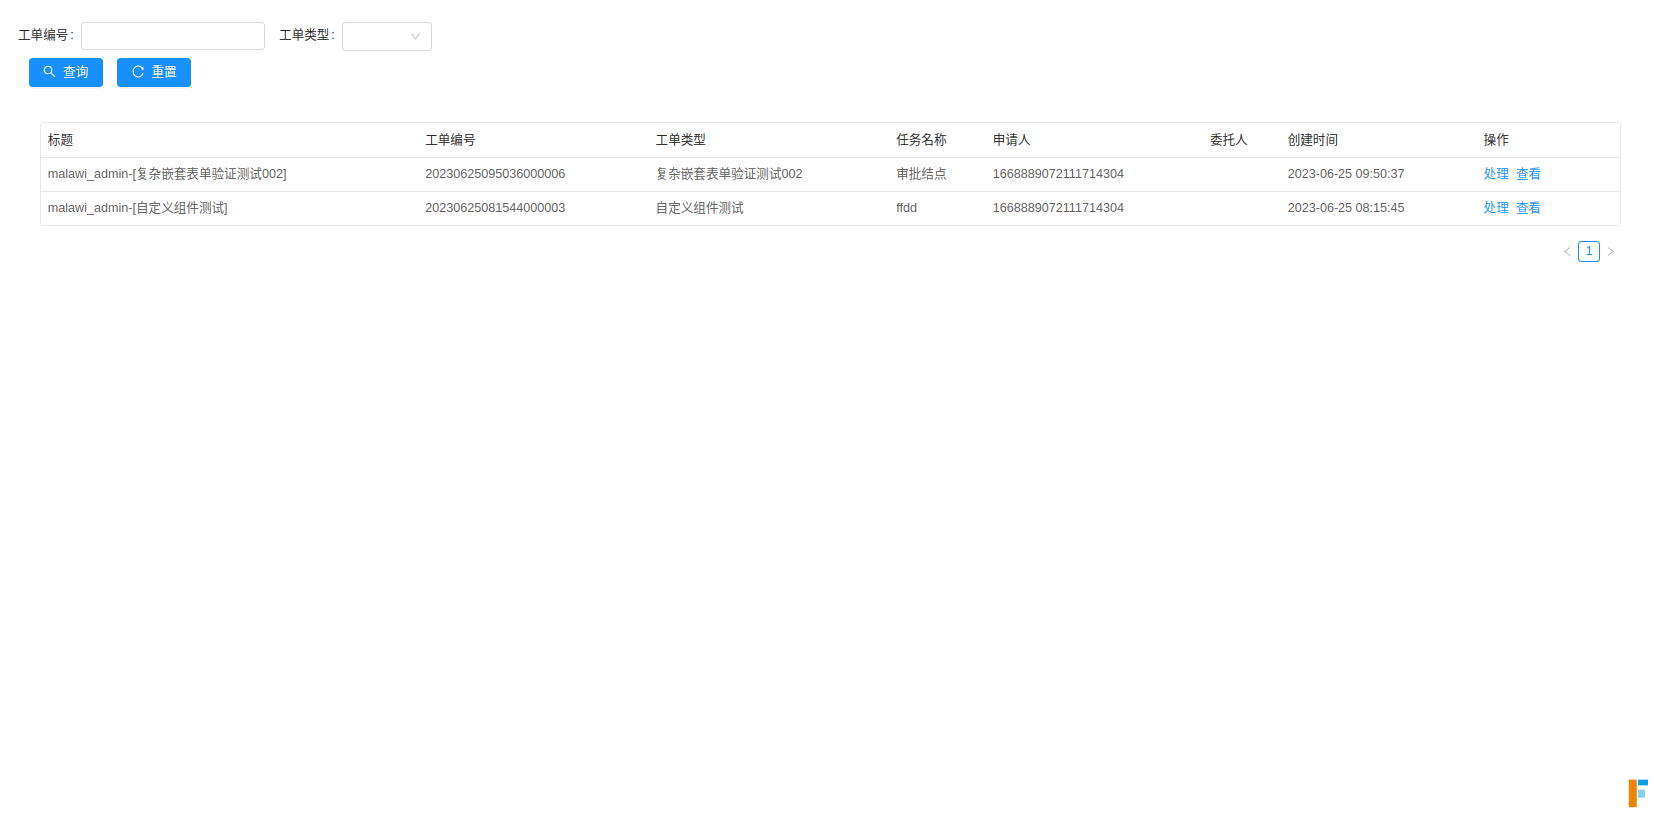 工单编号: 工单类型:
查询 重置
标题 工单编号 工单类型 任务名称 申请人 委托人 创建时间 操作
malawi_admin-[复杂嵌套表单验证测试002] 20230625095036000006 复杂嵌套表单验证测试002 审批结点 1668889072111714304 2023-06-25 09:50:37 处理 查看
malawi_admin-[自定义组件测试] 20230625081544000003 自定义组件测试 ffdd 1668889072111714304 2023-06-25 08:15:45 处理 查看
1